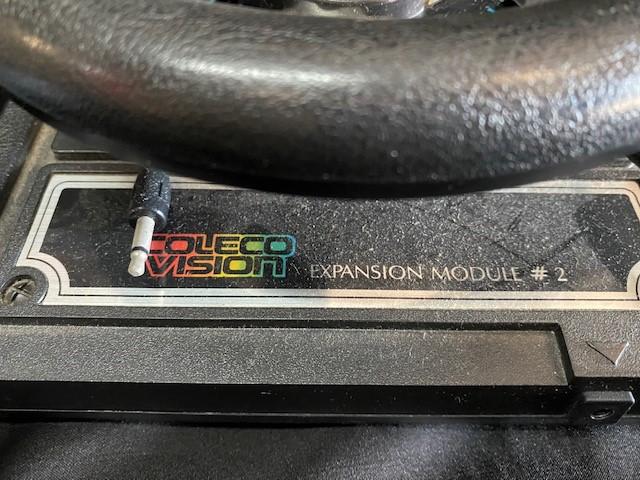 COLECO
VISION EXPANSION MODULE # 2